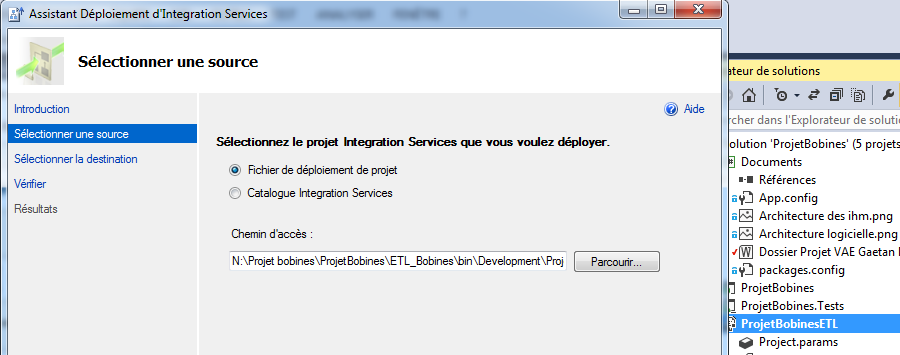 Assistant Déploiement d'Integration Services
Sélectionner une source
Introduction
Sélectionner une source
Sélectionner la destination
Vérifier
Résultats
Aide
Sélectionnez le projet Integration Services que vous voulez déployer.
Fichier de déploiement de projet
Catalogue Integration Services
Chemin d'accès :
N:\Projet bobines\ProjetBobines\ETL_Bobines\bin\Development\Proj
Parcourir...
ateur de solutions
rcher dans l'Explorateur de soluti
olution 'ProjetBobines' (5 projets
Documents
Références
App.config
Architecture des ihm.png
Architecture logicielle.png
Dossier Projet VAE Gaetan
packages.config
ProjetBobines
ProjetBobines.Tests
ProjetBobinesETL
Project.params